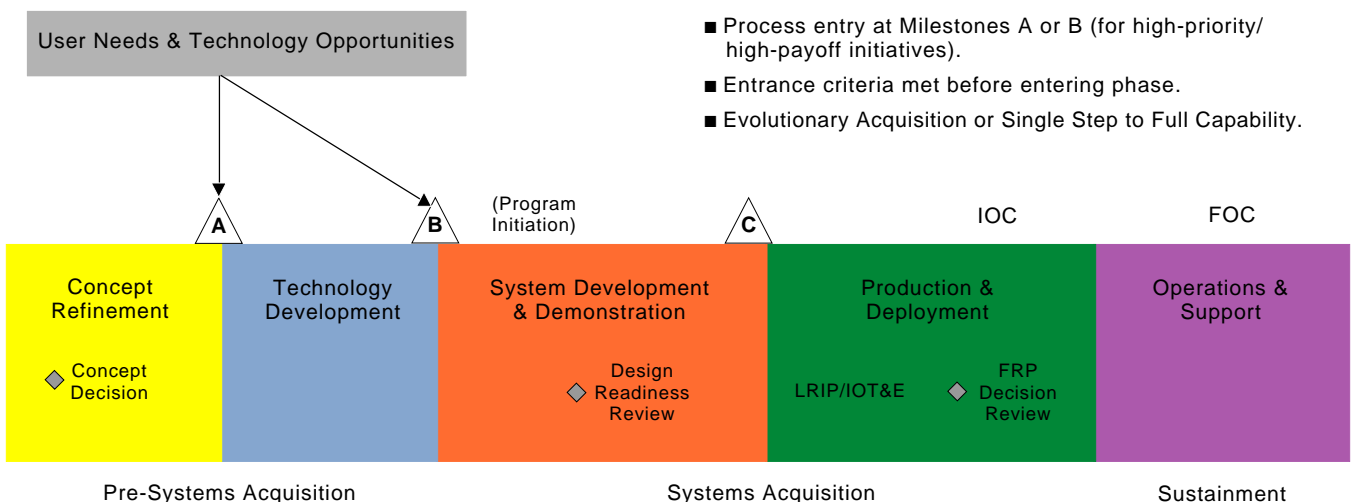 User Needs & Technology Opportunities
■ Process entry at Milestones A or B (for high-priority/
high-payoff initiatives).
■ Entrance criteria met before entering phase.
■ Evolutionary Acquisition or Single Step to Full Capability.
A
B
(Program
Initiation)
C
IOC
FOC
Concept
Refinement
Technology
Development
System Development
& Demonstration
Production &
Deployment
Operations &
Support
Concept
Decision
Design
Readiness
Review
LRIP/IOT&E
FRP
Decision
Review
Pre-Systems Acquisition
Systems Acquisition
Sustainment